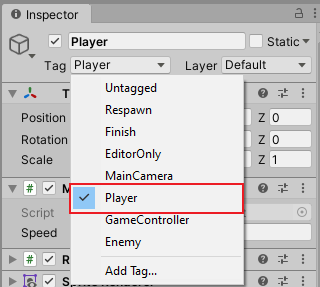 Inspector
Player
Static
Tag Player Layer Default
Untagged
Respawn
Finish
EditorOnly
MainCamera
Player
GameController
Enemy
Add Tag...
T
Position Z 0
Rotation Z 0
Scale Z 1
# M
Script
Speed
# R